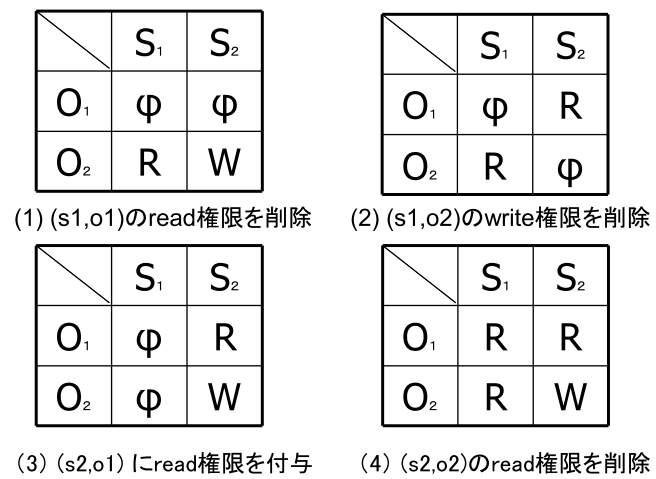 S₁ S₂
O₁ φ φ
O₂ R W
(1) (s1,o1)のread権限を削除
S₁ S₂
O₁ φ R
O₂ R φ
(2) (s1,o2)のwrite権限を削除
S₁ S₂
O₁ φ R
O₂ φ W
(3) (s2,o1) にread権限を付与
S₁ S₂
O₁ R R
O₂ R W
(4) (s2,o2)のread権限を削除